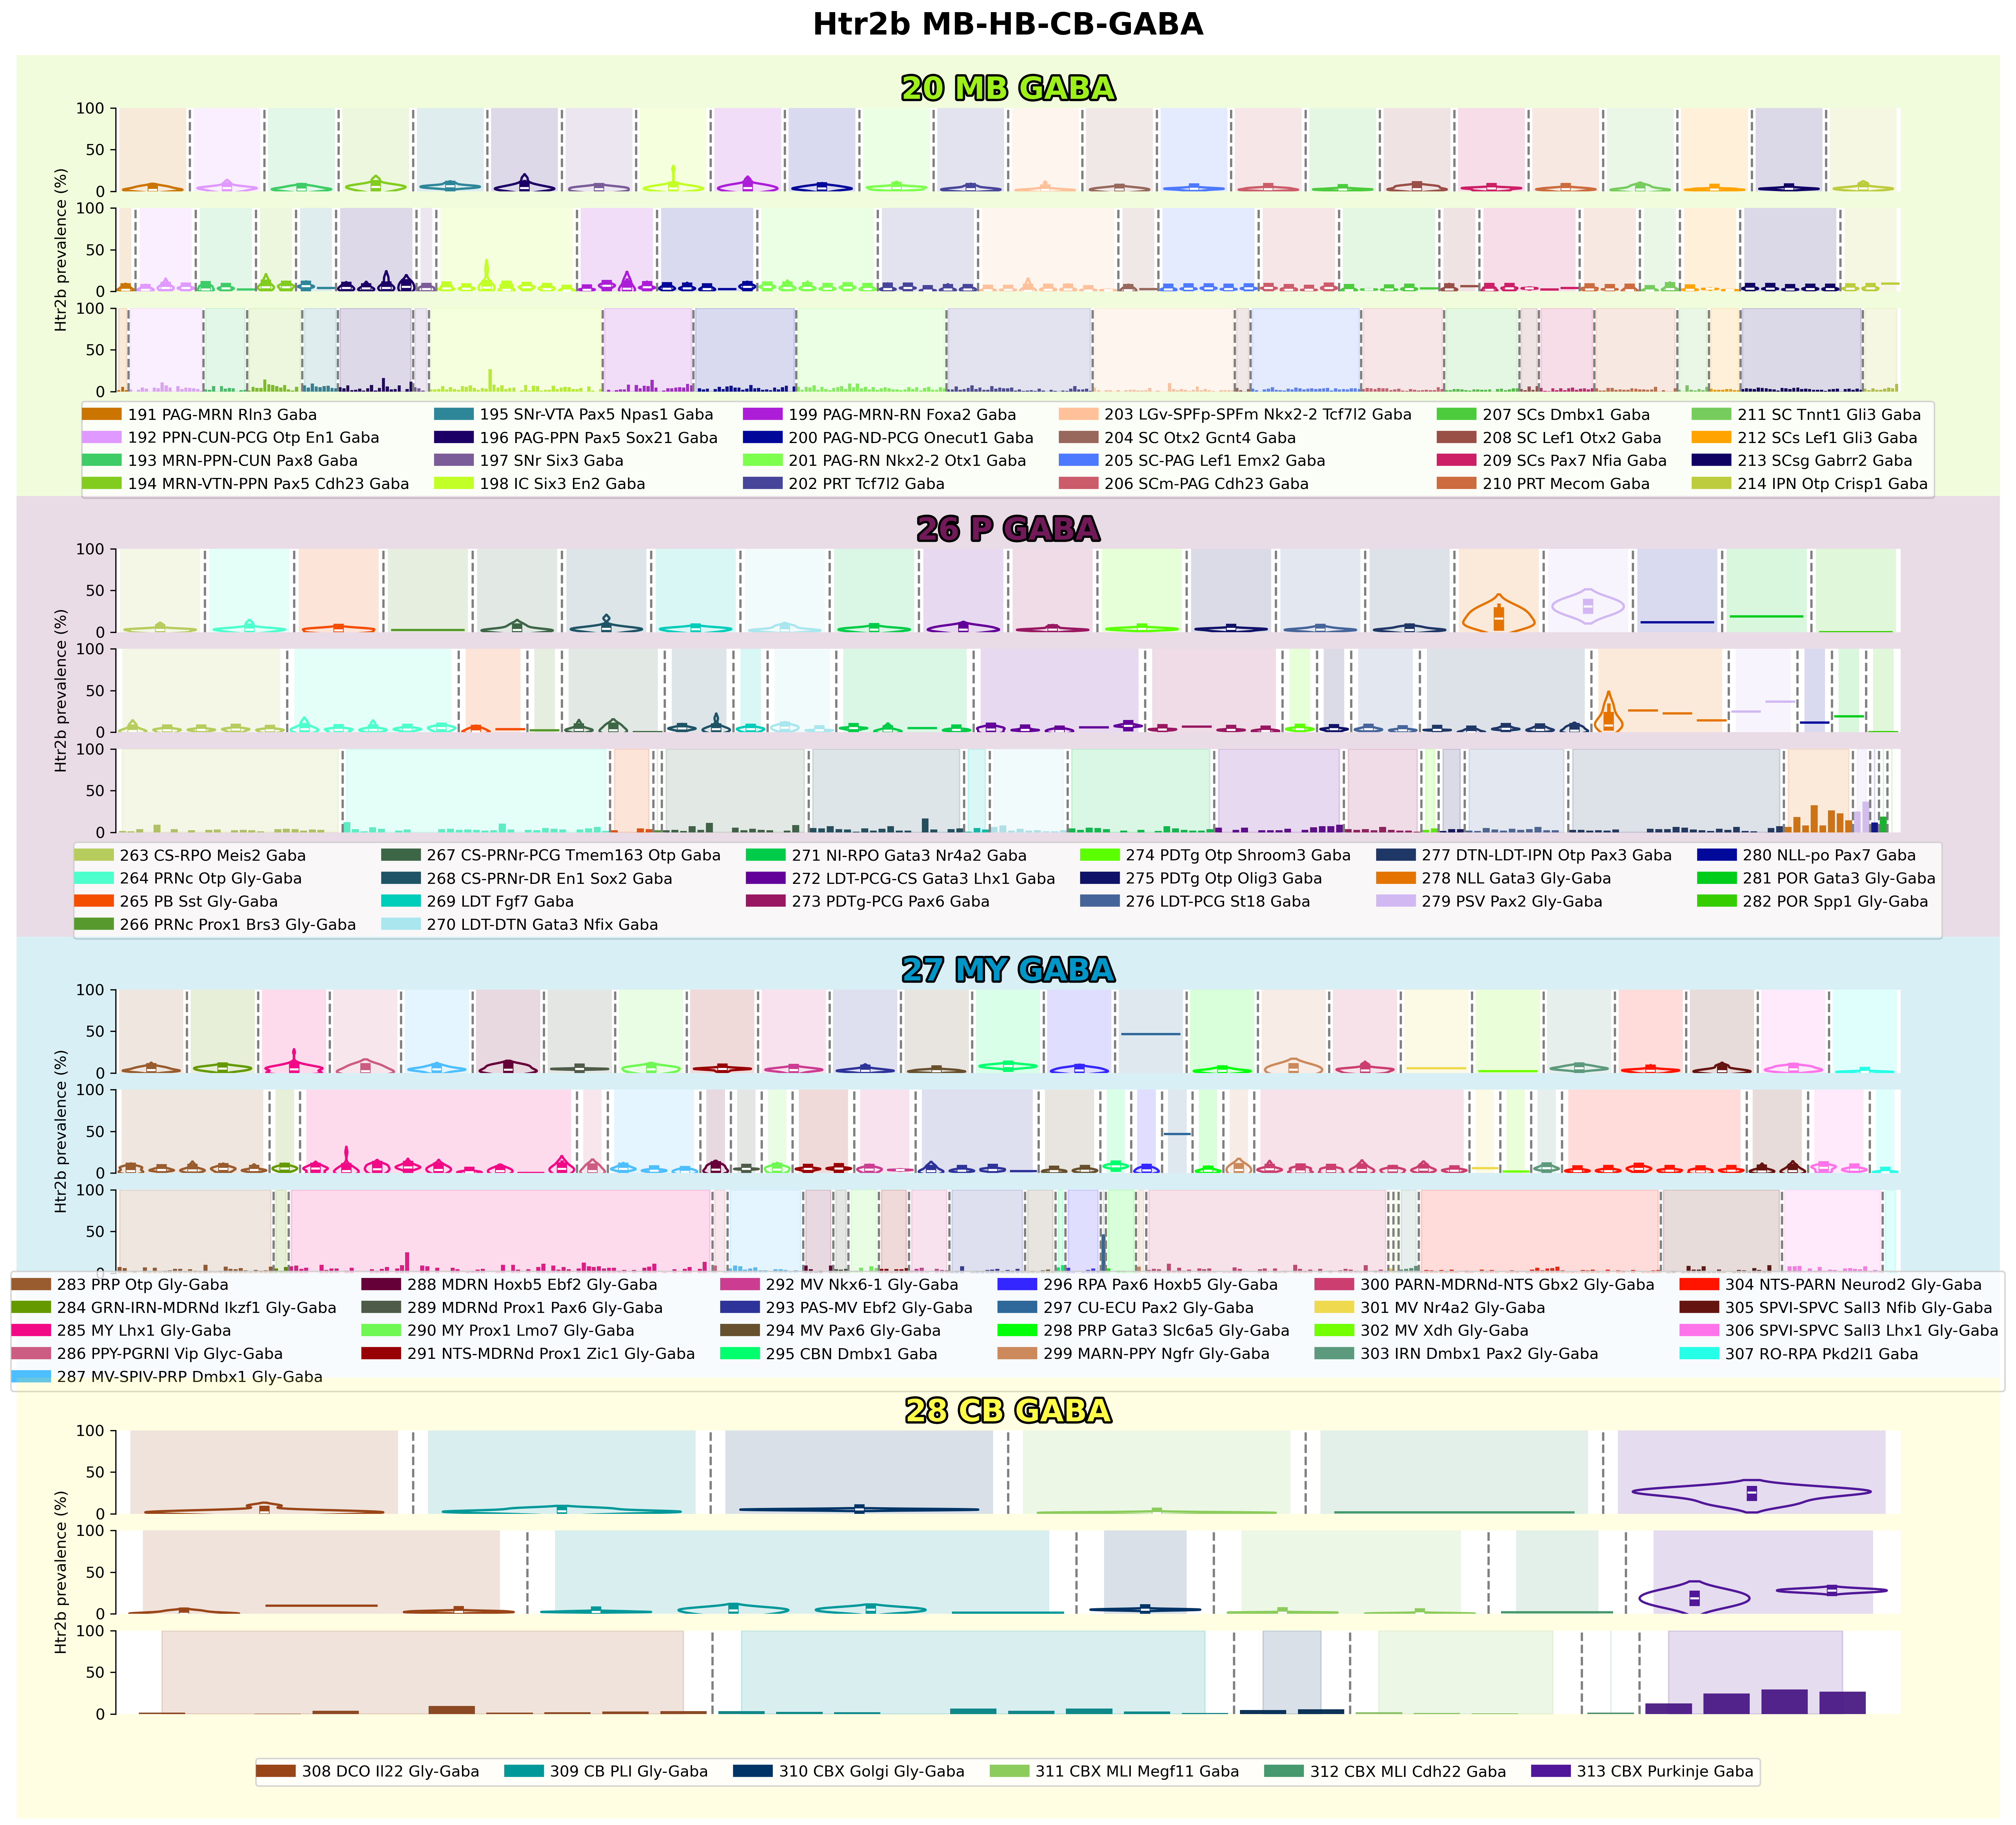 Htr2b MB-HB-CB-GABA
20 MB GABA
100
50
0
100
50
0
100
50
0
Htr2b prevalence (%)
191 PAG-MRN Rln3 Gaba 195 SNr-VTA Pax5 Npas1 Gaba 199 PAG-MRN-RN Foxa2 Gaba 203 LGv-SPFp-SPFm Nkx2-2 Tcf7l2 Gaba 207 SCs Dmbx1 Gaba 211 SC Tnnt1 Gli3 Gaba
192 PPN-CUN-PCG Otp En1 Gaba 196 PAG-PPN Pax5 Sox21 Gaba 200 PAG-ND-PCG Onecut1 Gaba 204 SC Otx2 Gcnt4 Gaba 208 SC Lef1 Otx2 Gaba 212 SCs Lef1 Gli3 Gaba
193 MRN-PPN-CUN Pax8 Gaba 197 SNr Six3 Gaba 201 PAG-RN Nkx2-2 Otx1 Gaba 205 SC-PAG Lef1 Emx2 Gaba 209 SCs Pax7 Nfia Gaba 213 SCsg Gabrr2 Gaba
194 MRN-VTN-PPN Pax5 Cdh23 Gaba 198 IC Six3 En2 Gaba 202 PRT Tcf7l2 Gaba 206 SCm-PAG Cdh23 Gaba 210 PRT Mecom Gaba 214 IPN Otp Crisp1 Gaba
26 P GABA
100
50
0
100
50
0
100
50
0
Htr2b prevalence (%)
263 CS-RPO Meis2 Gaba 267 CS-PRNr-PCG Tmem163 Otp Gaba 271 NI-RPO Gata3 Nr4a2 Gaba 274 PDTg Otp Shroom3 Gaba 277 DTN-LDT-IPN Otp Pax3 Gaba 280 NLL-po Pax7 Gaba
264 PRNc Otp Gly-Gaba 268 CS-PRNr-DR En1 Sox2 Gaba 272 LDT-PCG-CS Gata3 Lhx1 Gaba 275 PDTg Otp Olig3 Gaba 278 NLL Gata3 Gly-Gaba 281 POR Gata3 Gly-Gaba
265 PB Sst Gly-Gaba 269 LDT Fgf7 Gaba 273 PDTg-PCG Pax6 Gaba 276 LDT-PCG St18 Gaba 279 PSV Pax2 Gly-Gaba 282 POR Spp1 Gly-Gaba
266 PRNc Prox1 Brs3 Gly-Gaba 270 LDT-DTN Gata3 Nfix Gaba
27 MY GABA
100
50
0
100
50
0
100
50
0
Htr2b prevalence (%)
283 PRP Otp Gly-Gaba 288 MDRN Hoxb5 Ebf2 Gly-Gaba 292 MV Nkx6-1 Gly-Gaba 296 RPA Pax6 Hoxb5 Gly-Gaba 300 PARN-MDRNd-NTS Gbx2 Gly-Gaba 304 NTS-PARN Neurod2 Gly-Gaba
284 GRN-IRN-MDRNd Ikzf1 Gly-Gaba 289 MDRNd Prox1 Pax6 Gly-Gaba 293 PAS-MV Ebf2 Gly-Gaba 297 CU-ECU Pax2 Gly-Gaba 301 MV Nr4a2 Gly-Gaba 305 SPVI-SPVC Sall3 Nfib Gly-Gaba
285 MY Lhx1 Gly-Gaba 290 MY Prox1 Lmo7 Gly-Gaba 294 MV Pax6 Gly-Gaba 298 PRP Gata3 Slc6a5 Gly-Gaba 302 MV Xdh Gly-Gaba 306 SPVI-SPVC Sall3 Lhx1 Gly-Gaba
286 PPY-PGRNl Vip Glyc-Gaba 291 NTS-MDRNd Prox1 Zic1 Gly-Gaba 295 CBN Dmbx1 Gaba 299 MARN-PPY Ngfr Gly-Gaba 303 IRN Dmbx1 Pax2 Gly-Gaba 307 RO-RPA Pkd2l1 Gaba
287 MV-SPIV-PRP Dmbx1 Gly-Gaba
28 CB GABA
100
50
0
100
50
0
100
50
0
Htr2b prevalence (%)
308 DCO Il22 Gly-Gaba 309 CB PLI Gly-Gaba 310 CBX Golgi Gly-Gaba 311 CBX MLI Megf11 Gaba 312 CBX MLI Cdh22 Gaba 313 CBX Purkinje Gaba